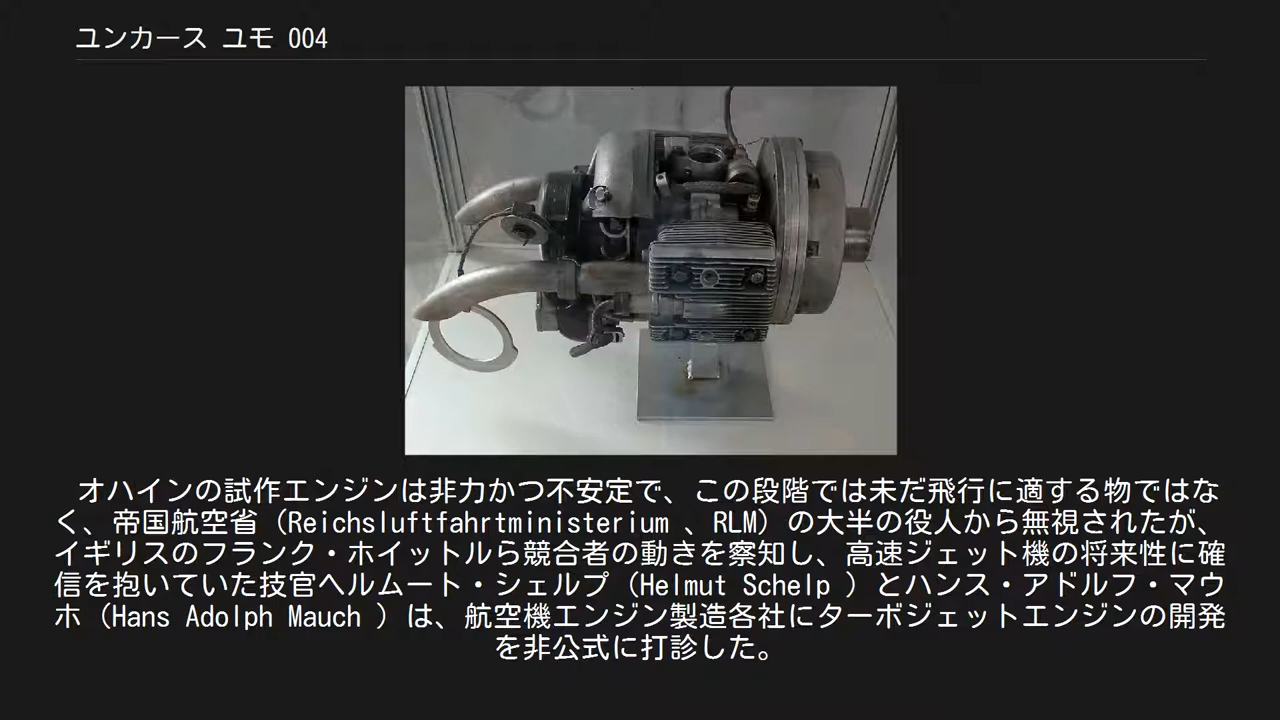 ユンカース ユモ 004
オハインの試作エンジンは非力かつ不安定で、この段階では未だ飛行に適する物ではな
く、帝国航空省（Reichsluftfahrtministerium 、RLM）の大半の役人から無視されたが、
イギリスのフランク・ホイットルら競合者の動きを察知し、高速ジェット機の将来性に確
信を抱いていた技官ヘルムート・シェルプ（Helmut Schelp ）とハンス・アドルフ・マウ
ホ（Hans Adolph Mauch ）は、航空機エンジン製造各社にターボジェットエンジンの開発
を非公式に打診した。